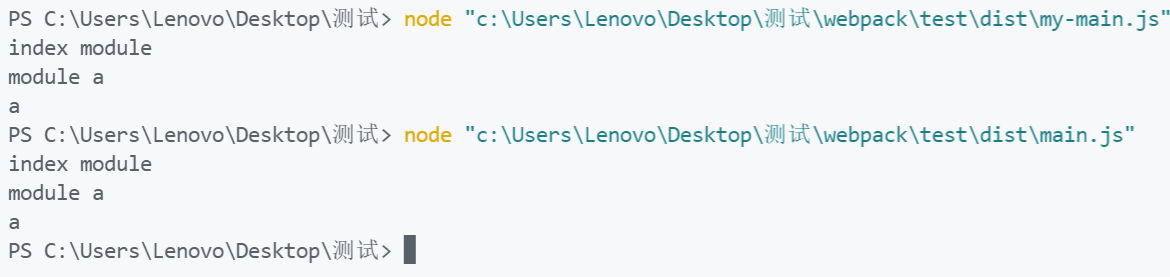 PS C:\Users\Lenovo\Desktop\测试> node "c:\Users\Lenovo\Desktop\测试\webpack\test\dist\my-main.js"
index module
module a
a
PS C:\Users\Lenovo\Desktop\测试> node "c:\Users\Lenovo\Desktop\测试\webpack\test\dist\main.js"
index module
module a
a
PS C:\Users\Lenovo\Desktop\测试>